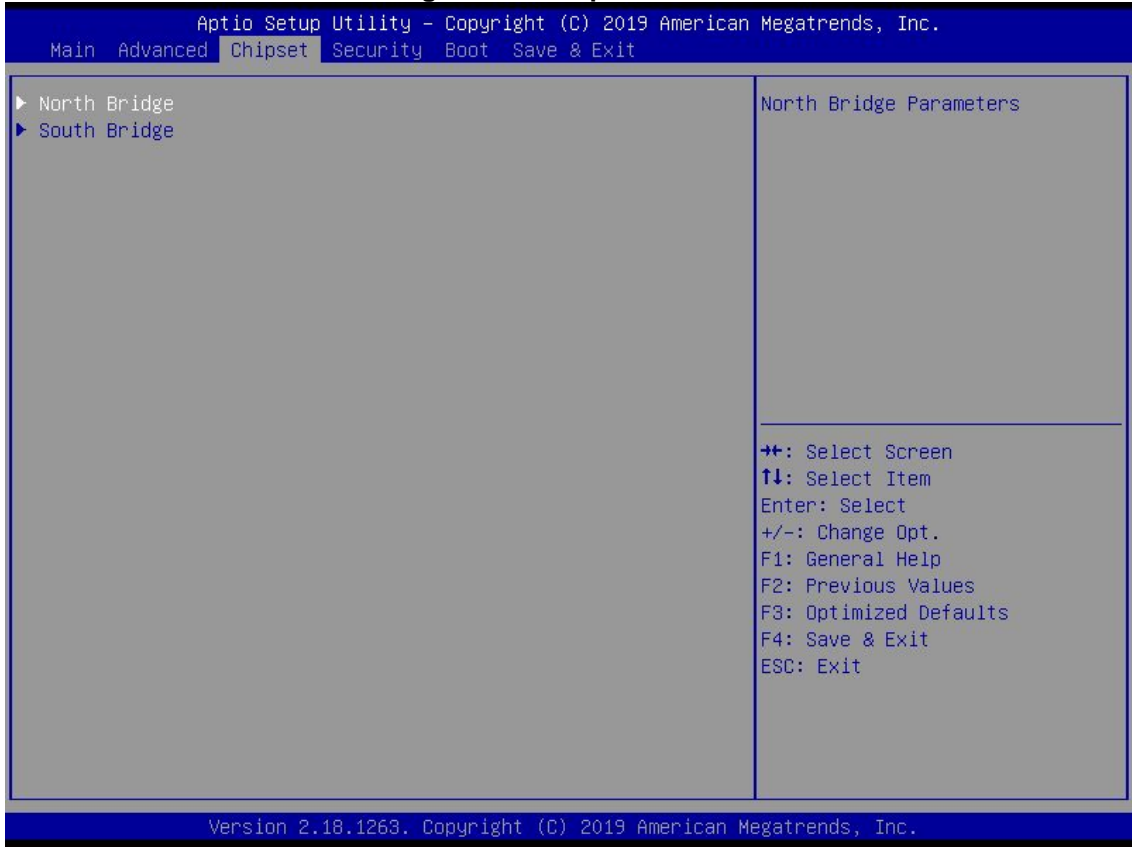 Aptio Setup Utility – Copyright (C) 2019 American Megatrends, Inc.
Main Advanced Chipset Security Boot Save & Exit
▶ North Bridge
▶ South Bridge
North Bridge Parameters
→←: Select Screen
↑↓: Select Item
Enter: Select
+/-: Change Opt.
F1: General Help
F2: Previous Values
F3: Optimized Defaults
F4: Save & Exit
ESC: Exit
Version 2.18.1263. Copyright (C) 2019 American Megatrends, Inc.